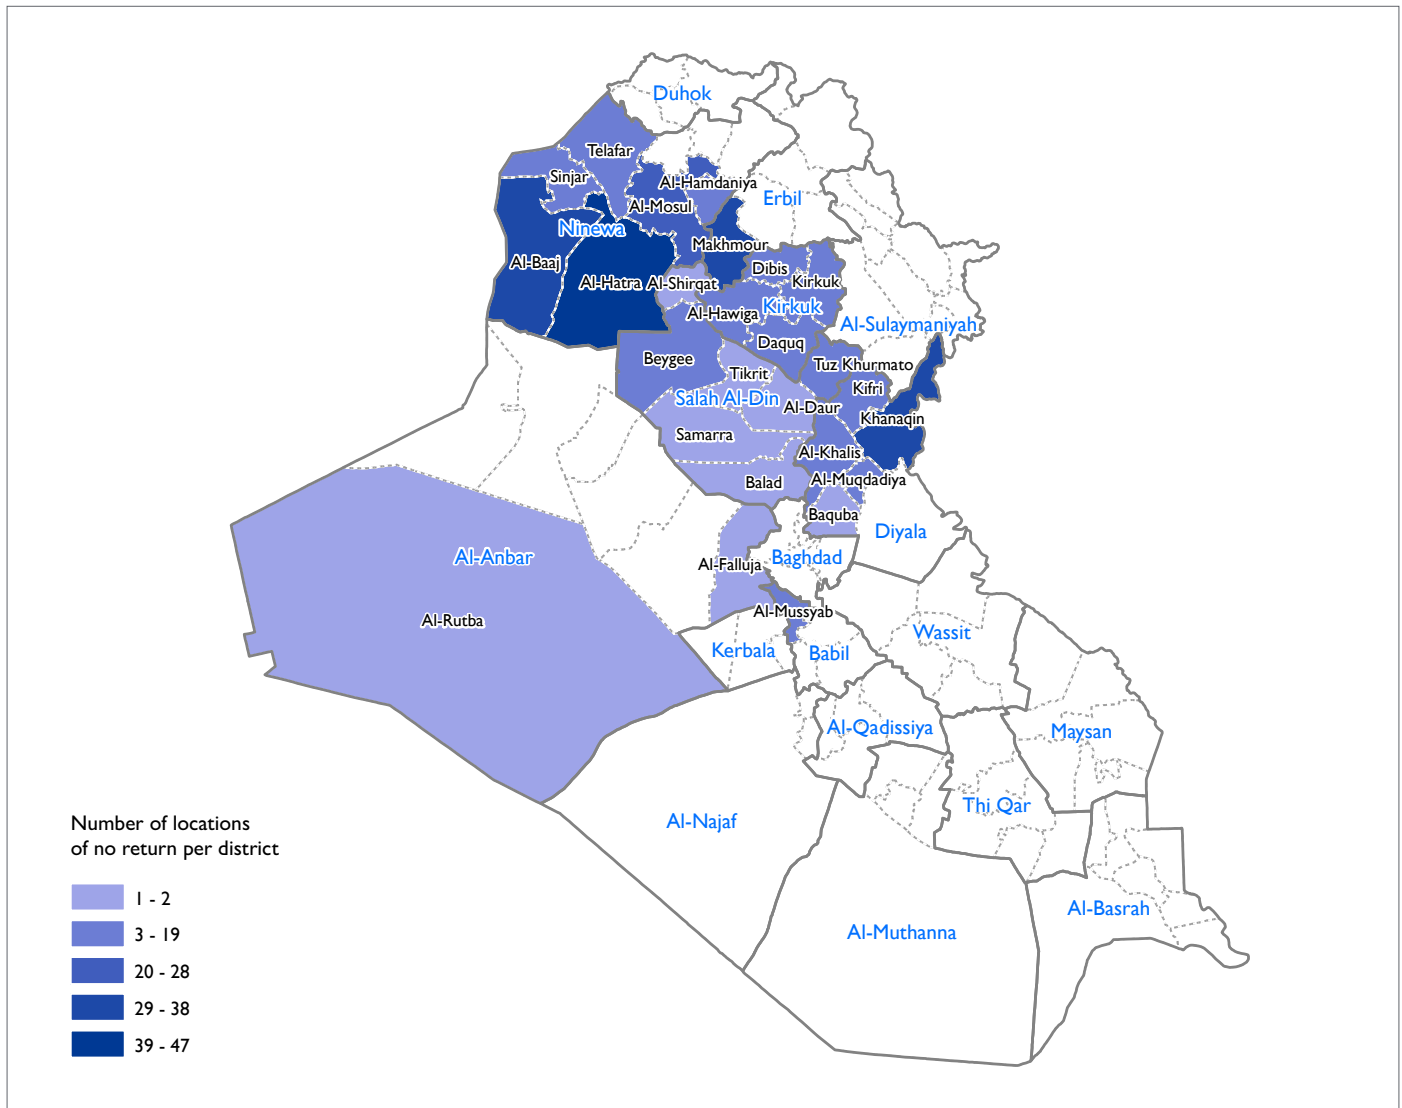 Duhok
Telafar
Sinjar
Al-Hamdaniya
Al-Mosul
Erbil
Ninewa
Makhmour
Al-Baaj
Dibis
Al-Hatra
Al-Shirqat
Kirkuk
Kirkuk
Al-Hawiga
Al-Sulaymaniyah
Daquq
Beygee
Tuz Khurmato
Tikrit
Kifri
Salah Al-Din
Al-Daur
Khanaqin
Samarra
Al-Khalis
Balad
Al-Muqdadiya
Baquba
Diyala
Al-Anbar
Al-Falluja
Baghdad
Al-Rutba
Al-Mussyab
Wassit
Kerbala
Babil
Al-Qadissiya
Maysan
Thi Qar
Al-Najaf
Al-Basrah
Al-Muthanna
Number of locations
of no return per district
1 - 2
3 - 19
20 - 28
29 - 38
39 - 47